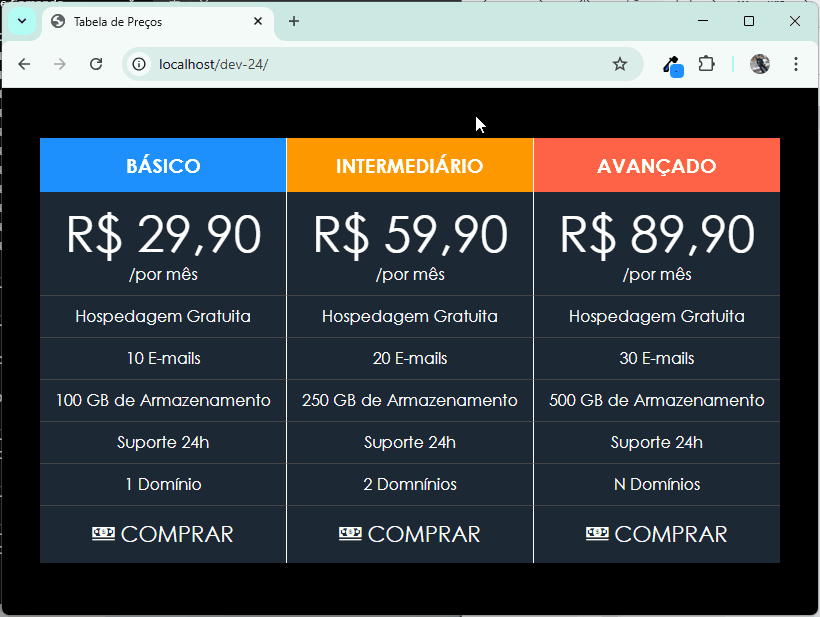 Tabela de Preços
localhost/dev-24/
BÁSICO
R$ 29,90
/por mês
Hospedagem Gratuita
10 E-mails
100 GB de Armazenamento
Suporte 24h
1 Domínio
COMPRAR
INTERMEDIÁRIO
R$ 59,90
/por mês
Hospedagem Gratuita
20 E-mails
250 GB de Armazenamento
Suporte 24h
2 Domnínios
COMPRAR
AVANÇADO
R$ 89,90
/por mês
Hospedagem Gratuita
30 E-mails
500 GB de Armazenamento
Suporte 24h
N Domínios
COMPRAR